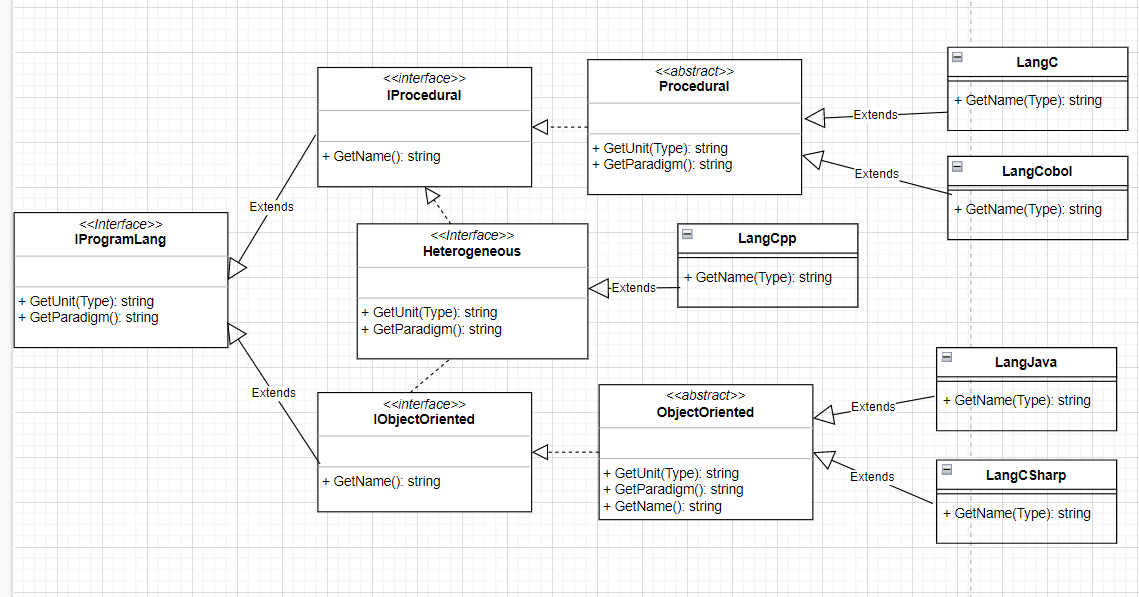 <<interface>>
IProcedural
+ GetName(): string
<<abstract>>
Procedural
+ GetUnit(Type): string
+ GetParadigm(): string
LangC
+ GetName(Type): string
Extends
LangCobol
+ GetName(Type): string
Extends
Extends
<<Interface>>
IProgramLang
+ GetUnit(Type): string
+ GetParadigm(): string
<<Interface>>
Heterogeneous
+ GetUnit(Type): string
+ GetParadigm(): string
Extends
LangCpp
+ GetName(Type): string
Extends
<<interface>>
IObjectOriented
+ GetName(): string
<<abstract>>
ObjectOriented
+ GetUnit(Type): string
+ GetParadigm(): string
+ GetName(): string
LangJava
+ GetName(Type): string
Extends
LangCSharp
+ GetName(Type): string
Extends